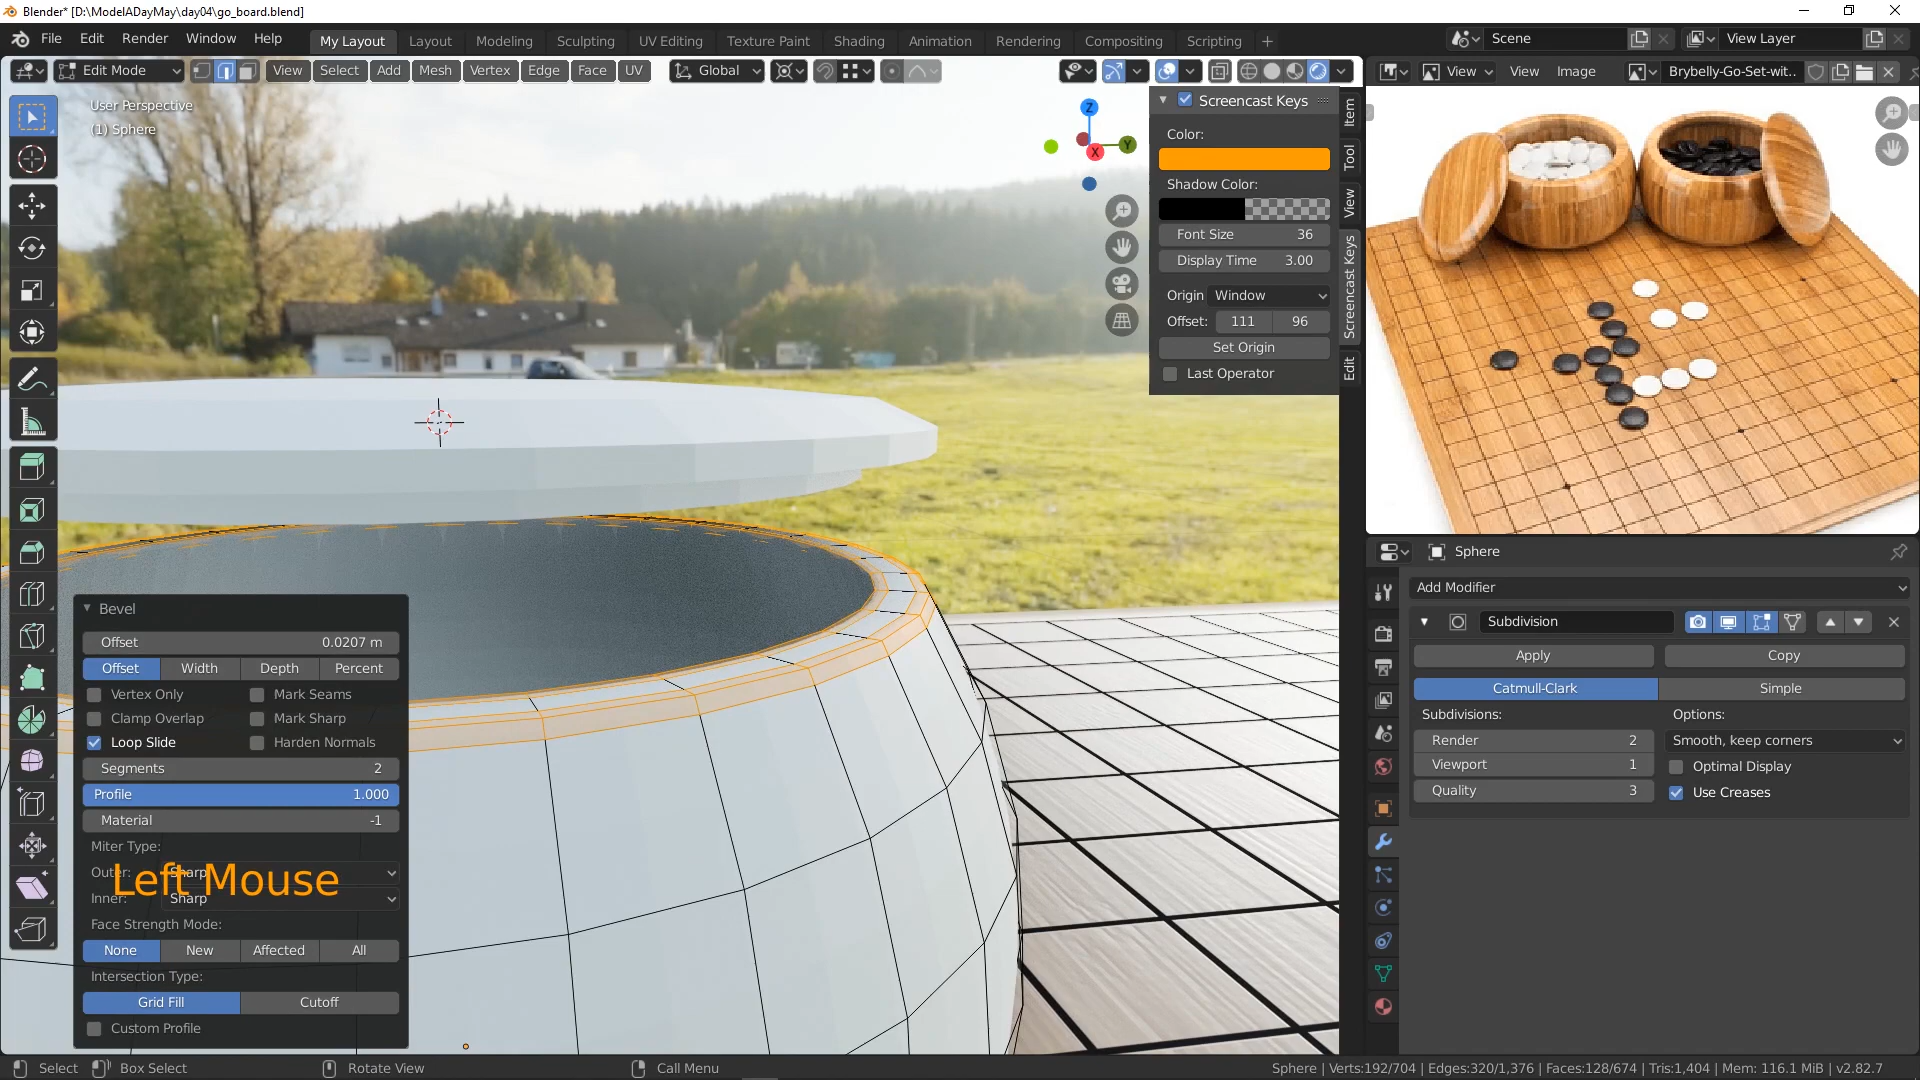 Blender* [D:\ModelADayMay\day04\go_board.blend]
File Edit Render Window Help My Layout Layout Modeling Sculpting UV Editing Texture Paint Shading Animation Rendering Compositing Scripting + Scene View Layer
Edit Mode View Select Add Mesh Vertex Edge Face UV Global View View Image Brybelly-Go-Set-wit..
User Perspective
(1) Sphere
Z
Y
X
Screencast Keys
Color:
Shadow Color:
Font Size 36
Display Time 3.00
Origin Window
Offset: 111 96
Set Origin
Last Operator
Item
Tool
View
Screencast Keys
Edit
Bevel
Offset 0.0207 m
Offset Width Depth Percent
Vertex Only Mark Seams
Clamp Overlap Mark Sharp
Loop Slide Harden Normals
Segments 2
Profile 1.000
Material -1
Miter Type:
Outer: Sharp
Left Mouse
Inner: Sharp
Face Strength Mode:
None New Affected All
Intersection Type:
Grid Fill Cutoff
Custom Profile
Sphere
Add Modifier
Subdivision
Apply Copy
Catmull-Clark Simple
Subdivisions: Options:
Render 2 Smooth, keep corners
Viewport 1 Optimal Display
Quality 3 Use Creases
Select Box Select Rotate View Call Menu Sphere | Verts:192/704 | Edges:320/1,376 | Faces:128/674 | Tris:1,404 | Mem: 116.1 MiB | v2.82.7